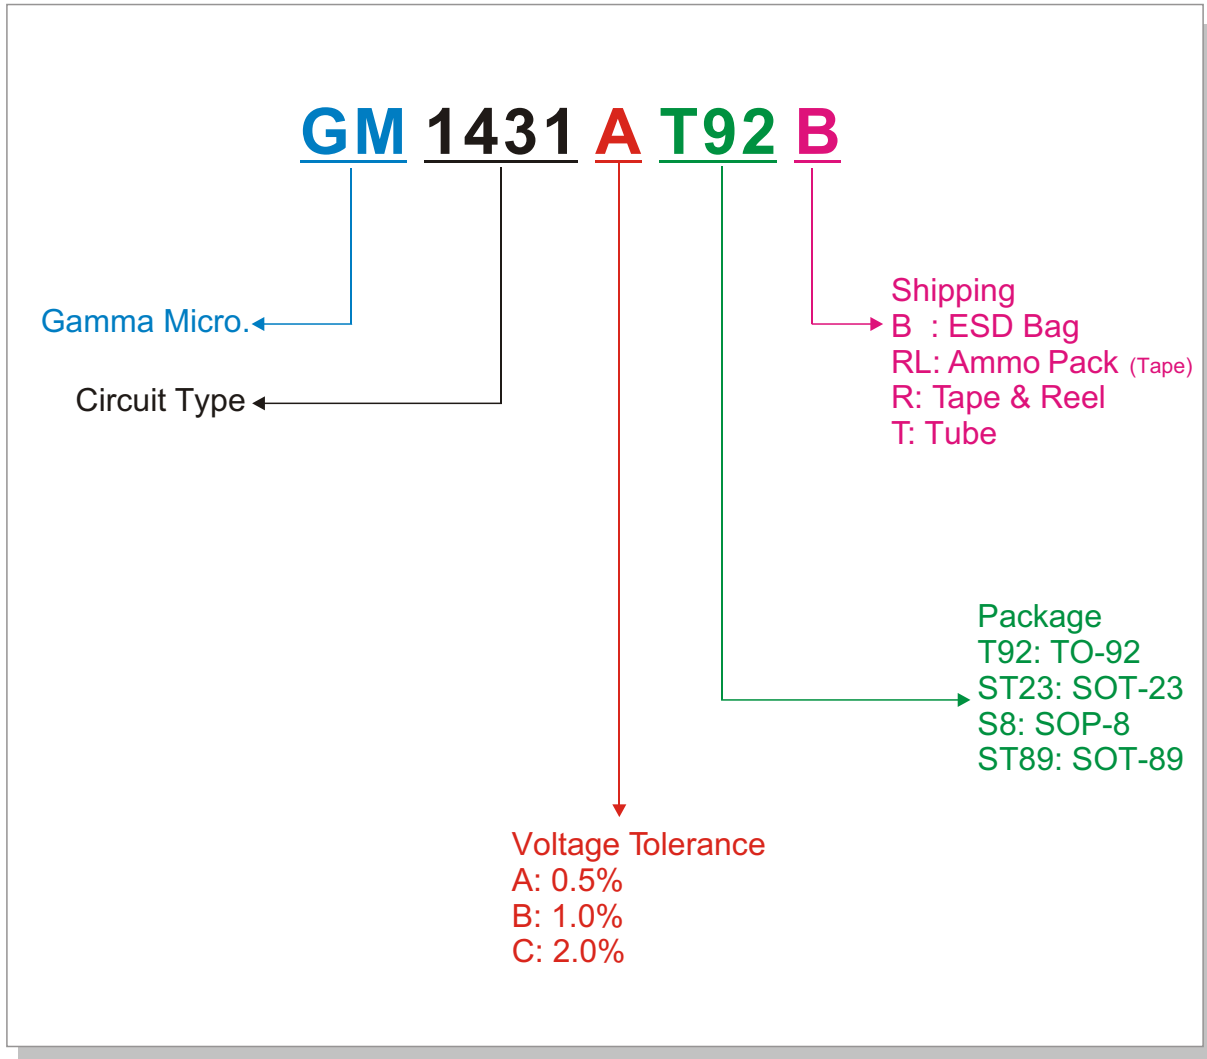 GM 1431 A T92 B
Gamma Micro.
Circuit Type
Shipping
B : ESD Bag
RL: Ammo Pack (Tape)
R: Tape & Reel
T: Tube
Package
T92: TO-92
ST23: SOT-23
S8: SOP-8
ST89: SOT-89
Voltage Tolerance
A: 0.5%
B: 1.0%
C: 2.0%